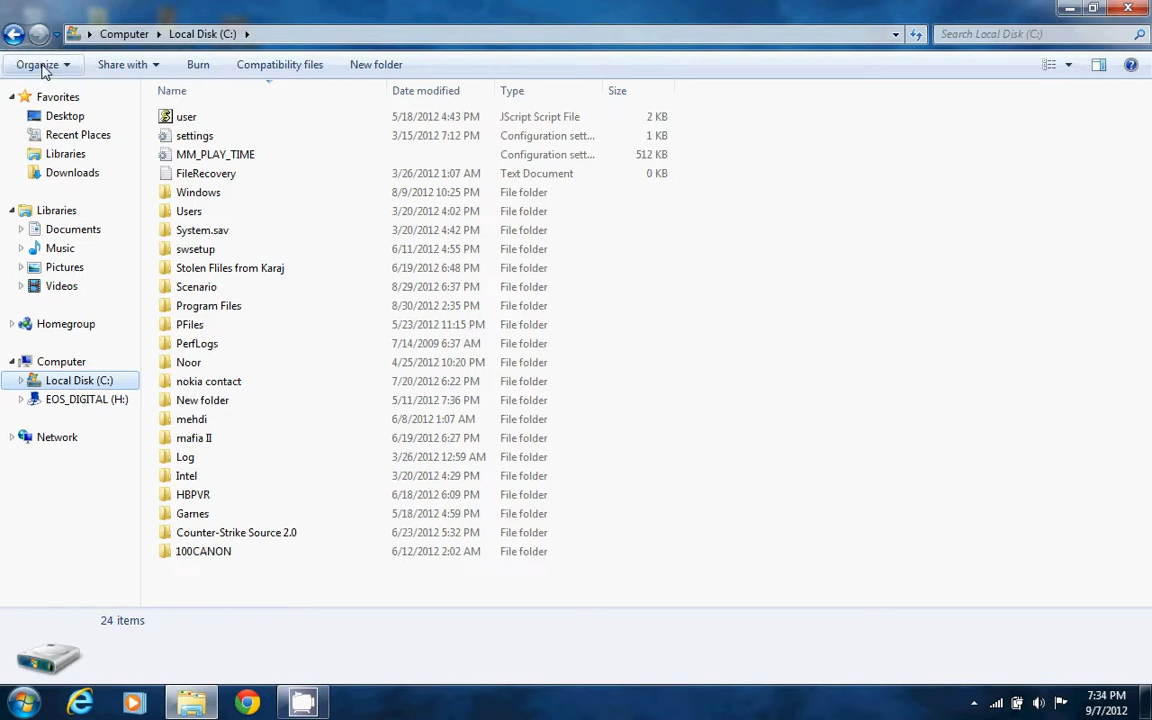 Computer Local Disk (C:) Search Local Disk (C:)
Organize Share with Burn Compatibility files New folder
Name Date modified Type Size
Favorites
Desktop
Recent Places
Libraries
Downloads
Libraries
Documents
Music
Pictures
Videos
Homegroup
Computer
Local Disk (C:)
EOS_DIGITAL (H:)
Network
user 5/18/2012 4:43 PM JScript Script File 2 KB
settings 3/15/2012 7:12 PM Configuration sett... 1 KB
MM_PLAY_TIME Configuration sett... 512 KB
FileRecovery 3/26/2012 1:07 AM Text Document 0 KB
Windows 8/9/2012 10:25 PM File folder
Users 3/20/2012 4:02 PM File folder
System.sav 3/20/2012 4:42 PM File folder
swsetup 6/11/2012 4:55 PM File folder
Stolen FIiles from Karaj 6/19/2012 6:48 PM File folder
Scenario 8/29/2012 6:37 PM File folder
Program Files 8/30/2012 2:35 PM File folder
PFiles 5/23/2012 11:15 PM File folder
PerfLogs 7/14/2009 6:37 AM File folder
Noor 4/25/2012 10:20 PM File folder
nokia contact 7/20/2012 6:22 PM File folder
New folder 5/11/2012 7:36 PM File folder
mehdi 6/8/2012 1:07 AM File folder
mafia II 6/19/2012 6:27 PM File folder
Log 3/26/2012 12:59 AM File folder
Intel 3/20/2012 4:29 PM File folder
HBPVR 6/18/2012 6:09 PM File folder
Games 5/18/2012 4:59 PM File folder
Counter-Strike Source 2.0 6/23/2012 5:32 PM File folder
100CANON 6/12/2012 2:02 AM File folder
24 items
7:34 PM
9/7/2012